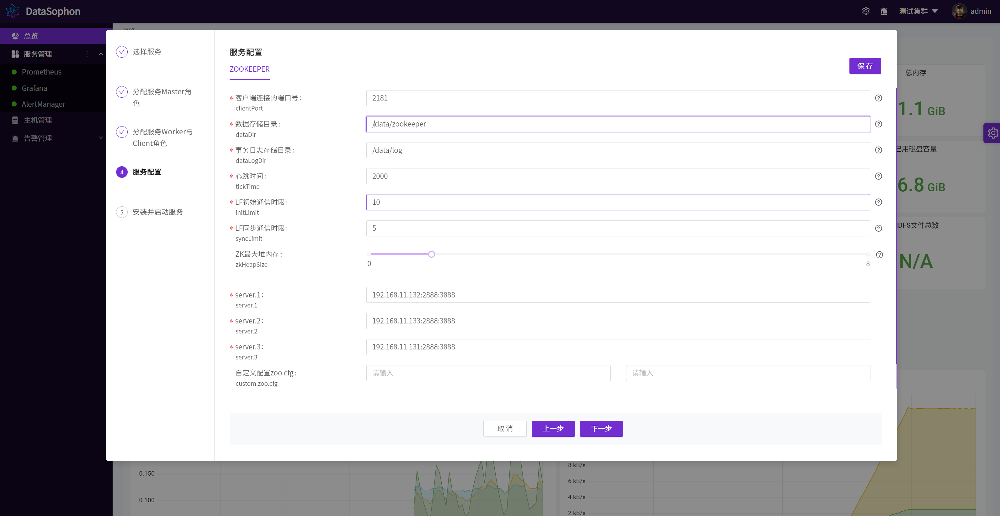 DataSophon
测试集群
admin
总览
总览
服务管理
Prometheus
Grafana
AlertManager
主机管理
告警管理
选择服务
分配服务Master角
色
分配服务Worker与
Client角色
4
服务配置
5
安装并启动服务
服务配置
ZOOKEEPER
保 存
* 客户端连接的端口号:
2181
clientPort
* 数据存储目录:
/data/zookeeper
dataDir
* 事务日志存储目录:
/data/log
dataLogDir
* 心跳时间:
2000
tickTime
* LF初始通信时限:
10
initLimit
* LF同步通信时限:
5
syncLimit
ZK最大堆内存:
zkHeapSize
0
8
* server.1:
192.168.11.132:2888:3888
server.1
* server.2:
192.168.11.133:2888:3888
server.2
* server.3:
192.168.11.131:2888:3888
server.3
自定义配置zoo.cfg:
请输入
请输入
custom.zoo.cfg
取 消
上一步
下一步
总内存
1.1 GiB
已用磁盘容量
6.8 GiB
DFS文件总数
N/A
0.150
0.100
8 kB/s
6 kB/s
4 kB/s
2 kB/s